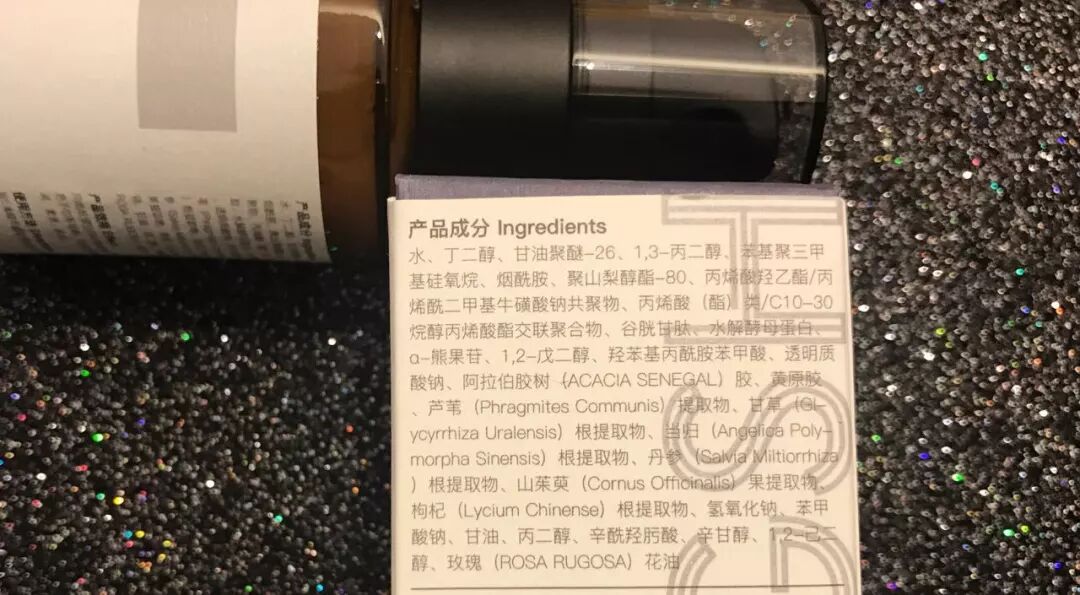 产品成分 Ingredients
水、丁二醇、甘油聚醚-26、1,3-丙二醇、苯基聚三甲
基硅氧烷、烟酰胺、聚山梨醇酯-80、丙烯酸羟乙酯/丙
烯酰二甲基牛磺酸钠共聚物、丙烯酸（酯）类/C10-30
烷醇丙烯酸酯交联聚合物、谷胱甘肽、水解酵母蛋白、
α-熊果苷、1,2-戊二醇、羟苯基丙酰胺苯甲酸、透明质
酸钠、阿拉伯胶树（ACACIA SENEGAL）胶、黄原胶
、芦苇（Phragmites Communis）提取物、甘草（Gl-
ycyrrhiza Uralensis）根提取物、当归（Angelica Poly-
morpha Sinensis）根提取物、丹参（Salvia Miltiorrhiza
）根提取物、山茱萸（Cornus Officinalis）果提取物、
枸杞（Lycium Chinense）根提取物、氢氧化钠、苯甲
酸钠、甘油、丙二醇、辛酰羟肟酸、辛甘醇、1,2-己二
醇、玫瑰（ROSA RUGOSA）花油